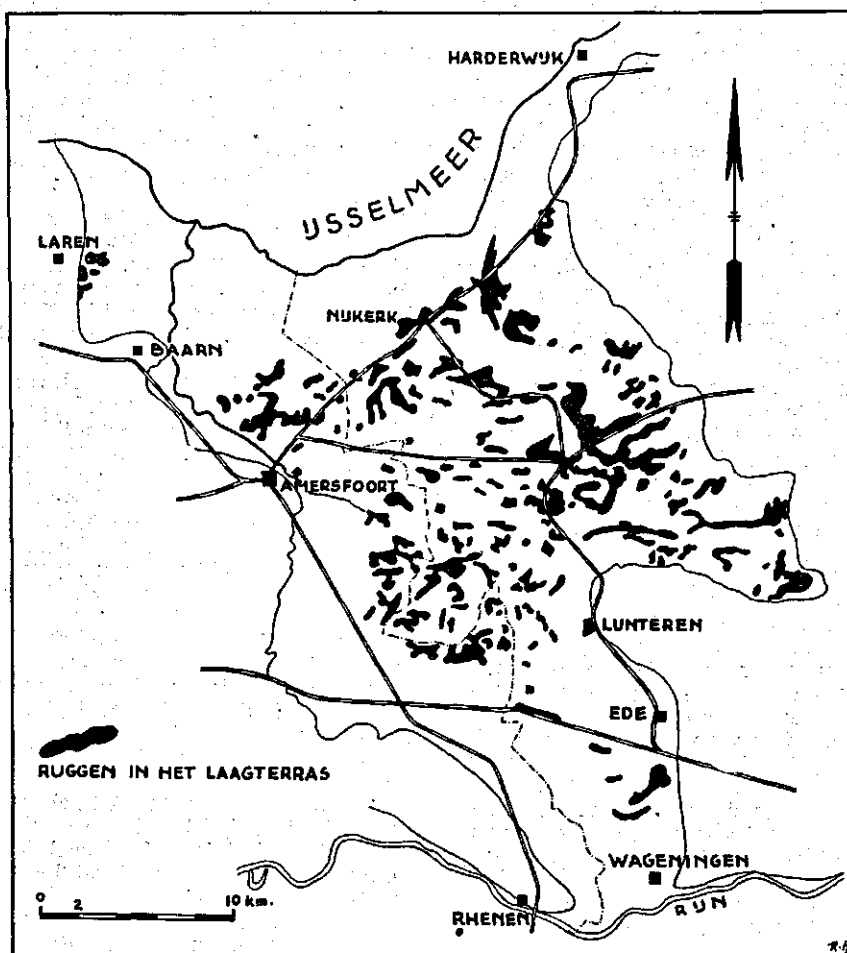 HARDERWIJK
IJSSELMEER
LAREN
NIJKERK
BAARN
AMERSFOORT
LUNTEREN
EDE
RUGGEN IN HET LAAGTERRAS
WAGENINGEN
0 2 10 km.
RIJN
RHENEN